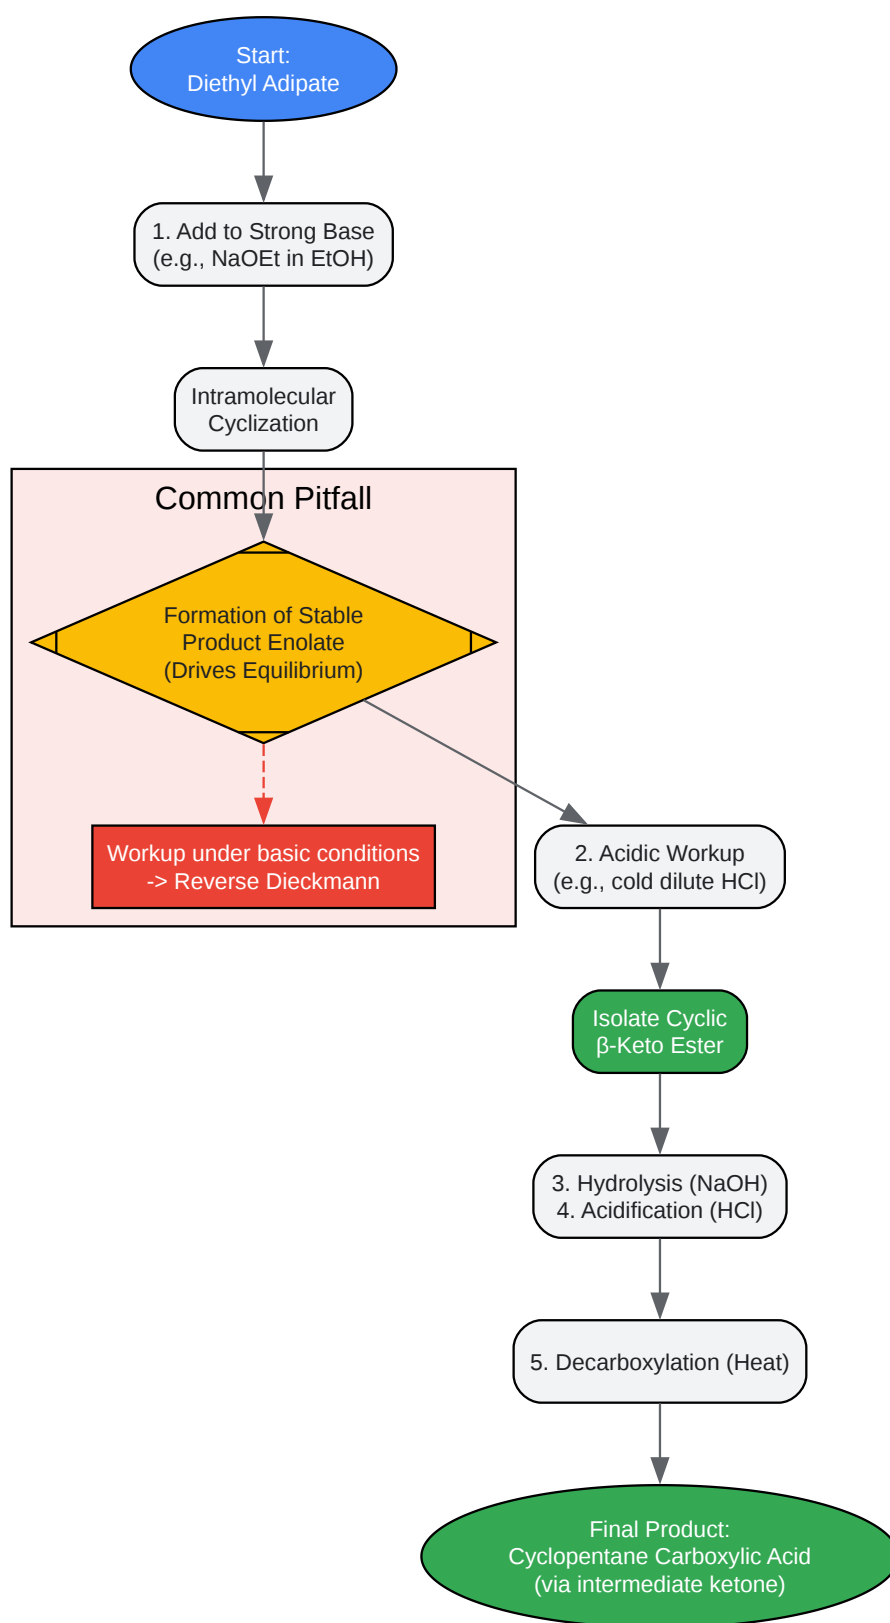 Start:
Diethyl Adipate
1. Add to Strong Base
(e.g., NaOEt in EtOH)
Intramolecular
Cyclization
Common Pitfall
Formation of Stable
Product Enolate
(Drives Equilibrium)
Workup under basic conditions
-> Reverse Dieckmann
2. Acidic Workup
(e.g., cold dilute HCl)
Isolate Cyclic
β-Keto Ester
3. Hydrolysis (NaOH)
4. Acidification (HCl)
5. Decarboxylation (Heat)
Final Product:
Cyclopentane Carboxylic Acid
(via intermediate ketone)